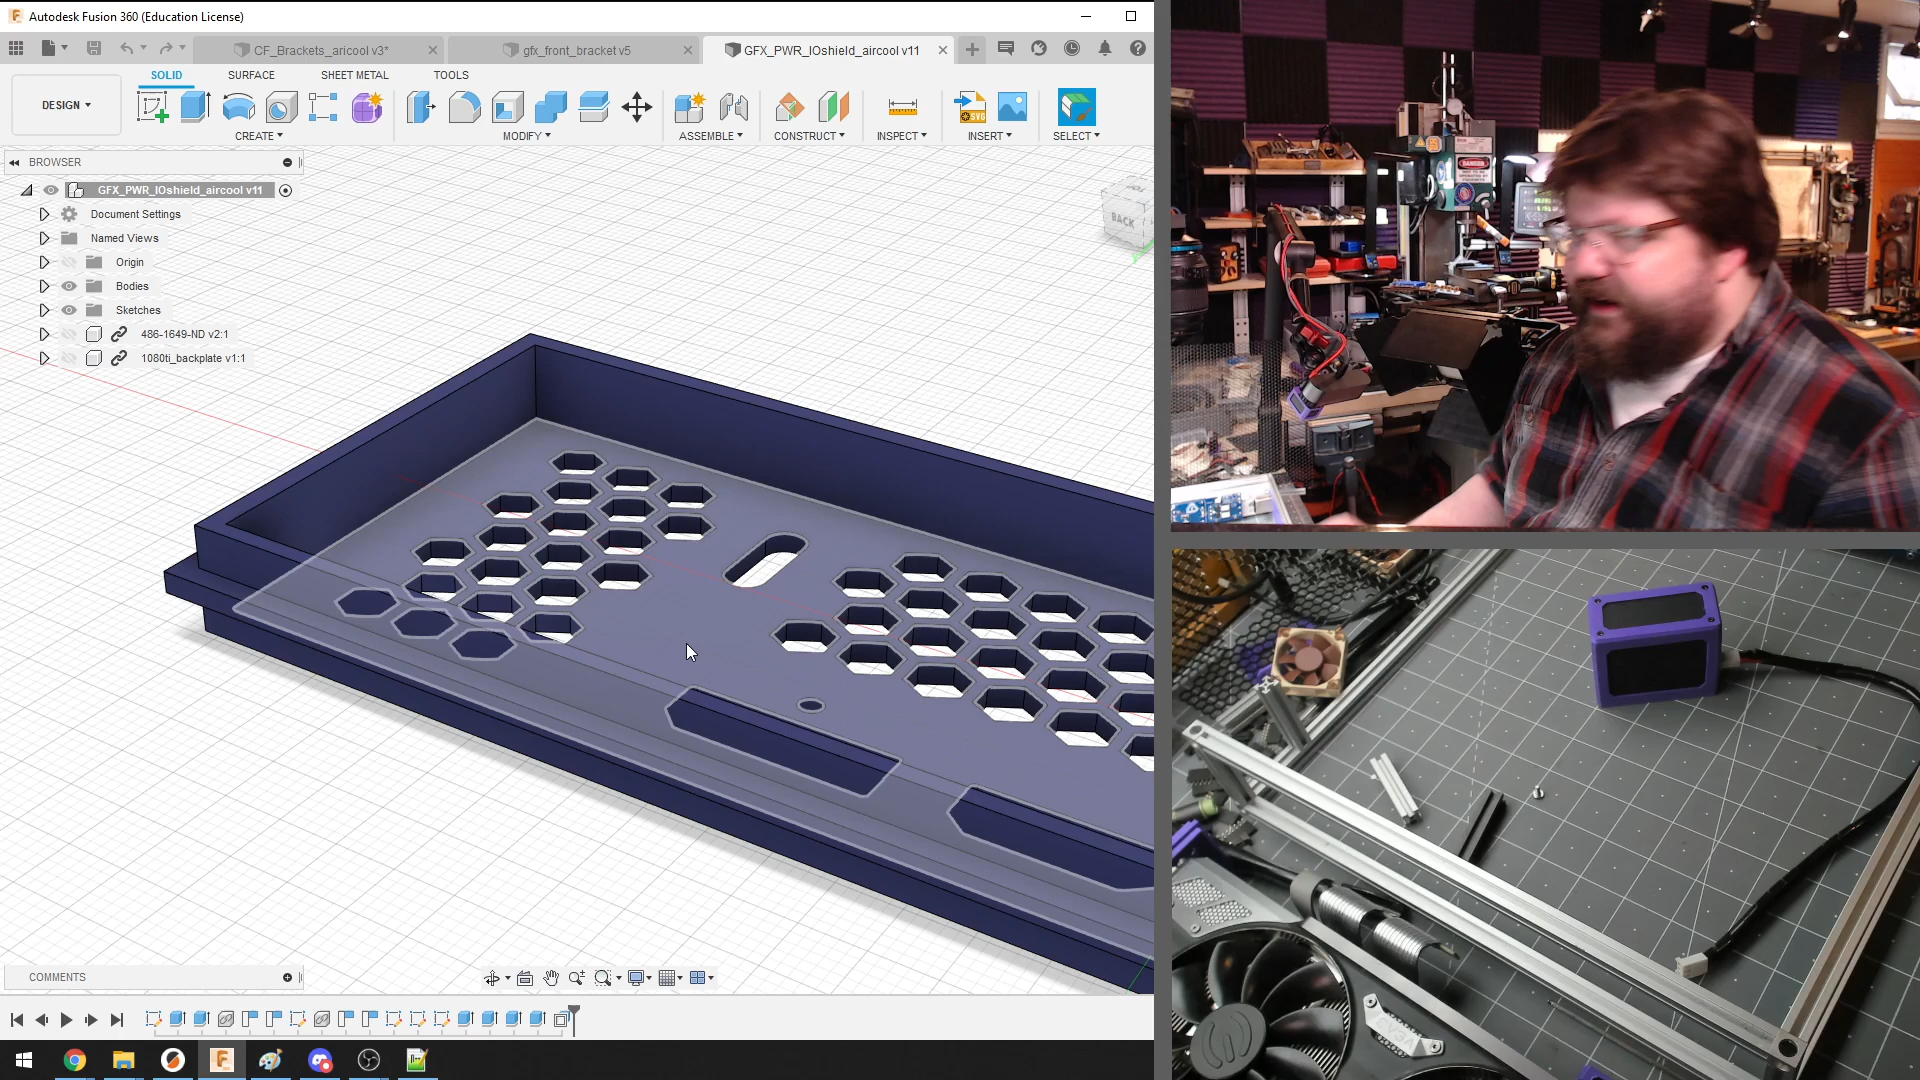 Autodesk Fusion 360 (Education License)
CF_Brackets_aricool v3*
gfx_front_bracket v5
GFX_PWR_IOshield_aircool v11
SOLID
SURFACE
SHEET METAL
TOOLS
DESIGN
CREATE
MODIFY
ASSEMBLE
CONSTRUCT
INSPECT
INSERT
SELECT
BROWSER
GFX_PWR_IOshield_aircool v11
Document Settings
Named Views
Origin
Bodies
Sketches
486-1649-ND v2:1
1080ti_backplate v1:1
BACK
DANGER
EVGA
COMMENTS